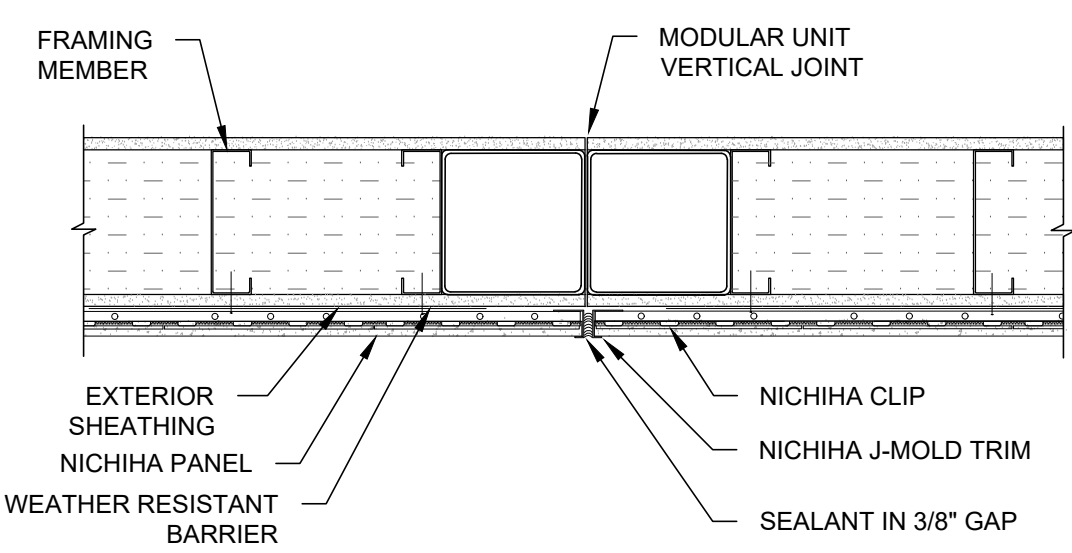 FRAMING
MEMBER
MODULAR UNIT
VERTICAL JOINT
EXTERIOR
SHEATHING
NICHIHA PANEL
WEATHER RESISTANT
BARRIER
NICHIHA CLIP
NICHIHA J-MOLD TRIM
SEALANT IN 3/8" GAP